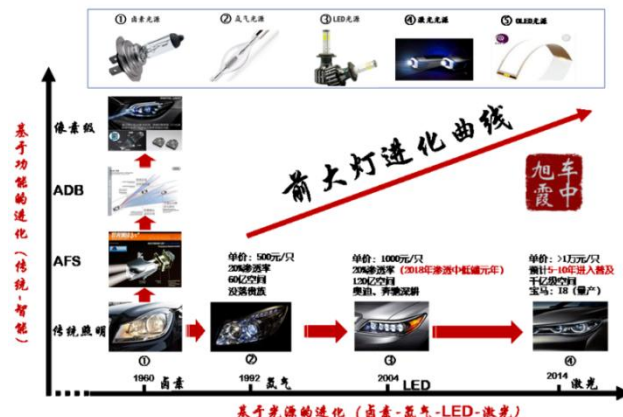 ① 卤素光源
② 氙气光源
③ LED光源
④ 激光光源
⑤ OLED光源
前大灯进化曲线
旭霞
车中
基于功能的进化（传统-智能）
像素级
ADB
AFS
传统照明
单价：500元/只
20%渗透率
60亿空间
没落贵族
单价：1000元/只
20%渗透率（2018年渗透中低端元年）
120亿空间
奥迪、奔驰深耕
单价：>1万元/只
预计5-10年进入普及
千亿级空间
宝马：I8（量产）
①
②
③
④
1960 卤素
1992 氙气
2004 LED
2014 激光
基于光源的进化（卤素-氙气-LED-激光）